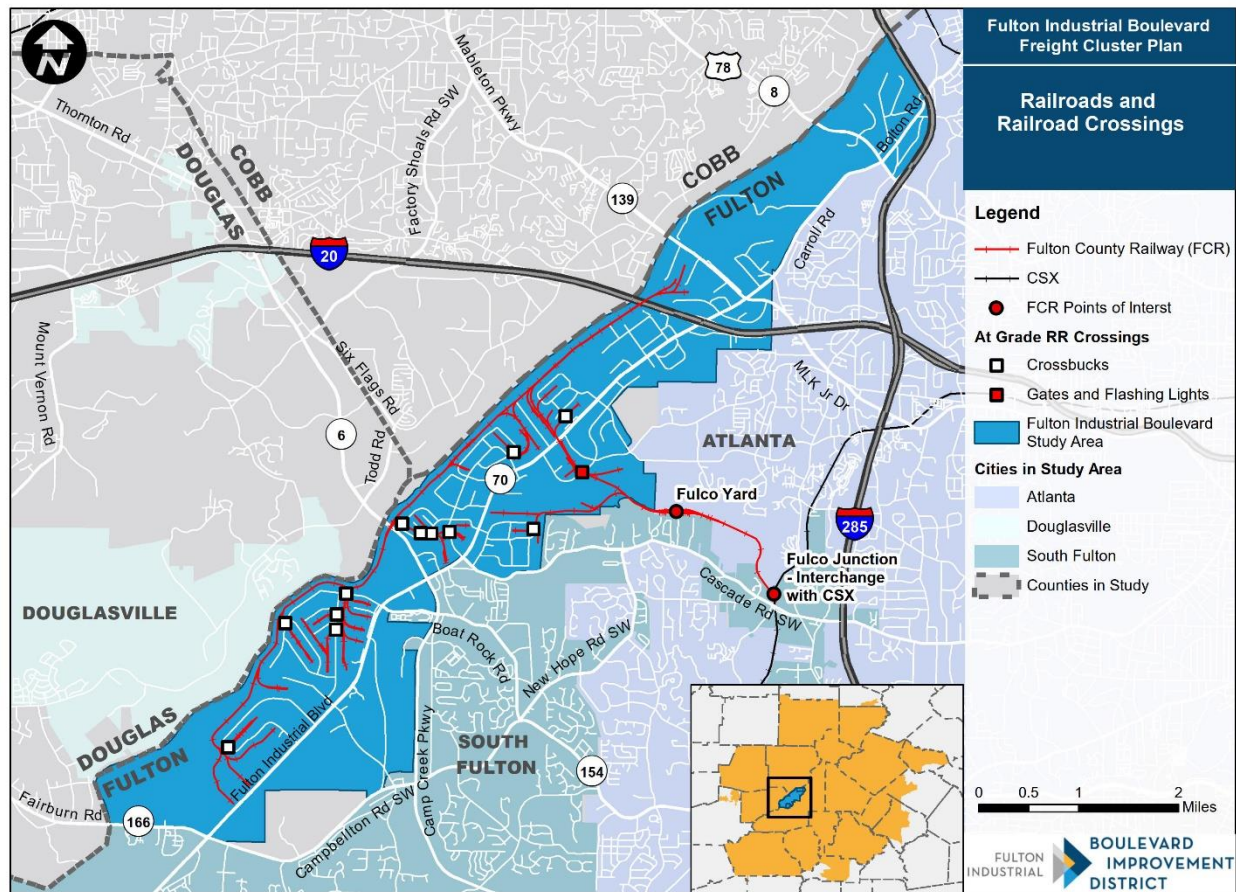 Fulton Industrial Boulevard
Freight Cluster Plan
Railroads and
Railroad Crossings
Legend
Fulton County Railway (FCR)
CSX
FCR Points of Interst
At Grade RR Crossings
Crossbucks
Gates and Flashing Lights
Fulton Industrial Boulevard
Study Area
Cities in Study Area
Atlanta
Douglasville
South Fulton
Counties in Study
0 0.5 1 2
Miles
FULTON
INDUSTRIAL
BOULEVARD
IMPROVEMENT
DISTRICT
N
Thornton Rd
DOUGLAS
COBB
Factory Shoals Rd SW
Mableton Pkwy
78
8
Bolton Rd
COBB
FULTON
139
Carroll Rd
20
Mount Vernon Rd
Six Flags Rd
6
Todd Rd
MLK Jr Dr
ATLANTA
70
Fulco Yard
285
Fulco Junction
- Interchange
with CSX
Cascade Rd SW
DOUGLASVILLE
Boat Rock Rd
New Hope Rd SW
DOUGLAS
FULTON
Fulton Industrial Blvd
SOUTH
FULTON
Camp Creek Pkwy
154
Fairburn Rd
166
Campbellton Rd SW